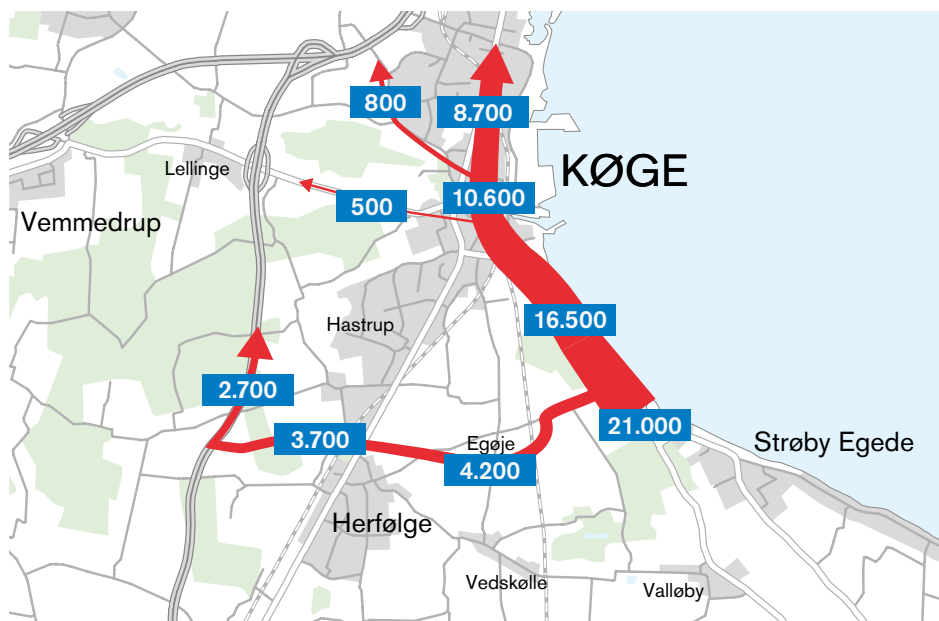 800
8.700
Lellinge
KØGE
10.600
500
Vemmedrup
16.500
Hastrup
2.700
21.000
3.700
Egøje
Strøby Egede
4.200
Herfølge
Vedskølle
Valløby